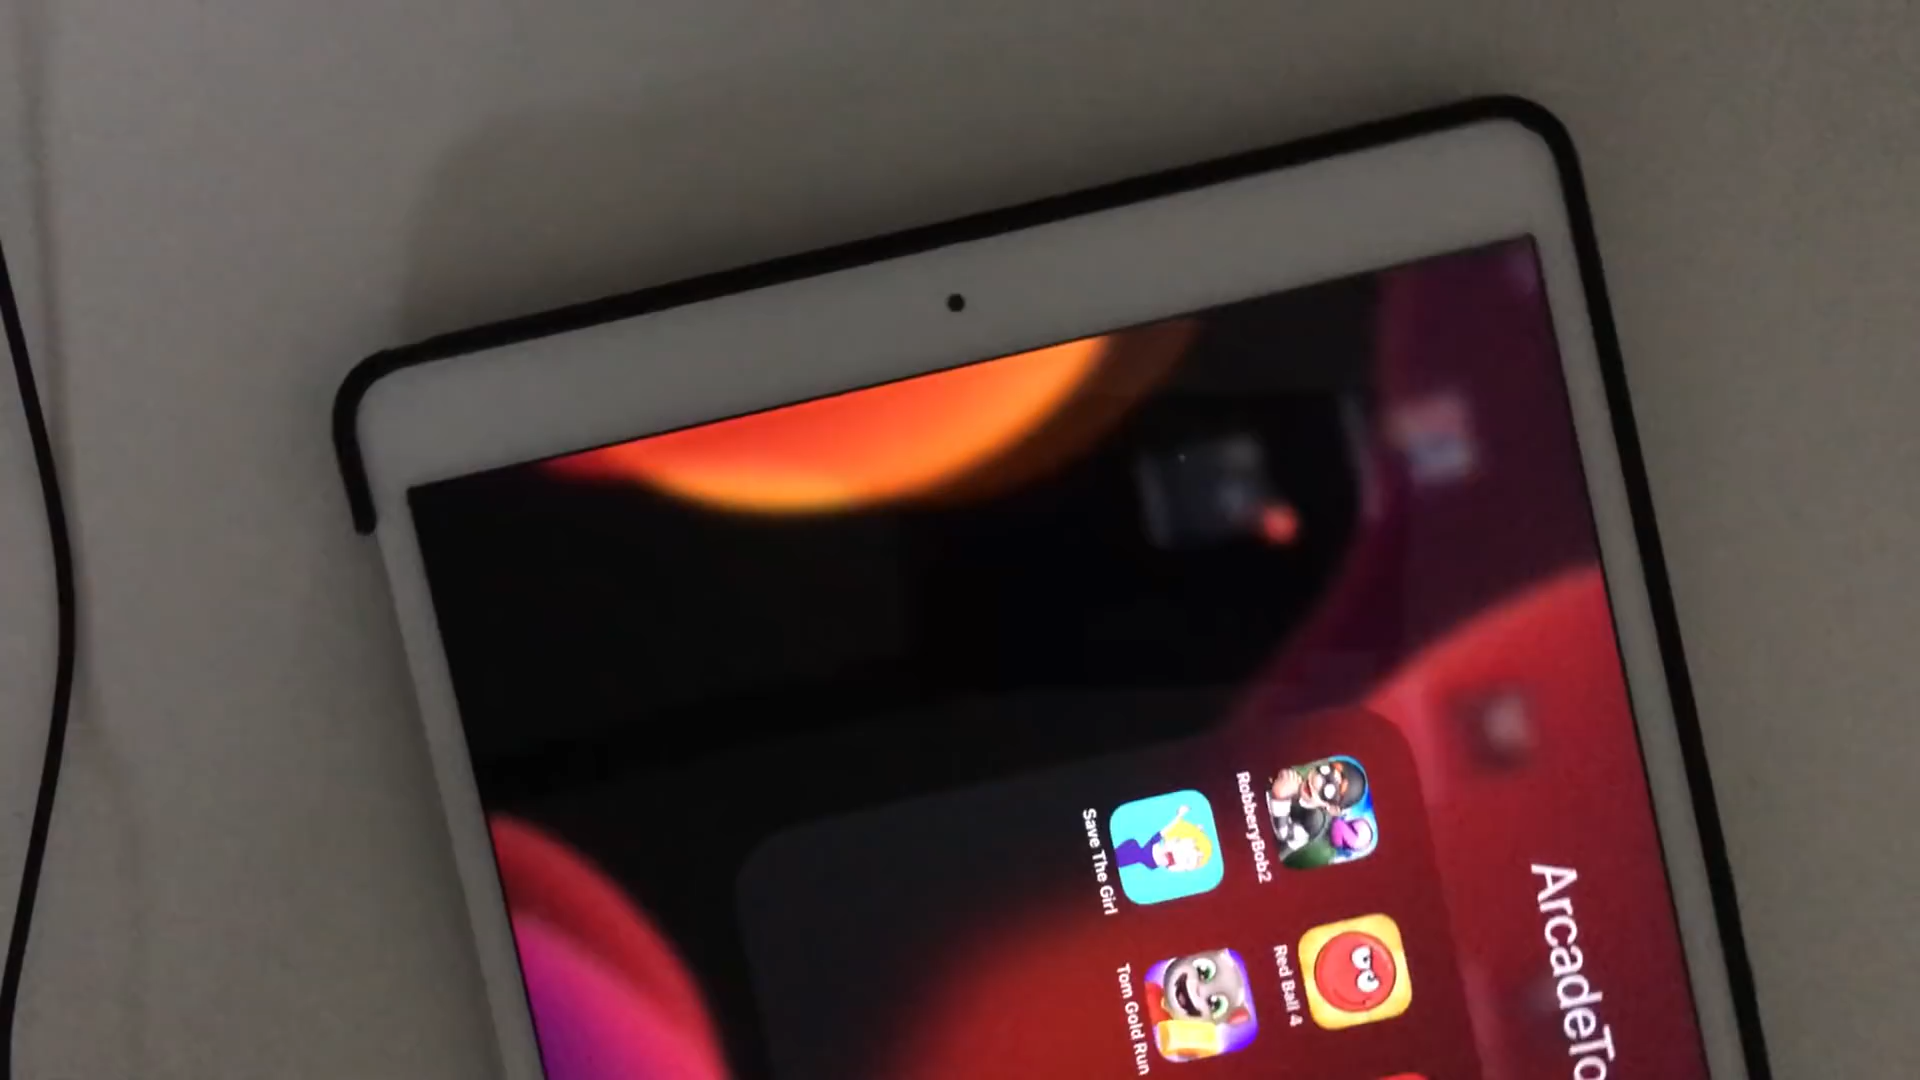 ArcadeTo
RobberyBob2
Red Ball 4
Save The Girl
Tom Gold Run